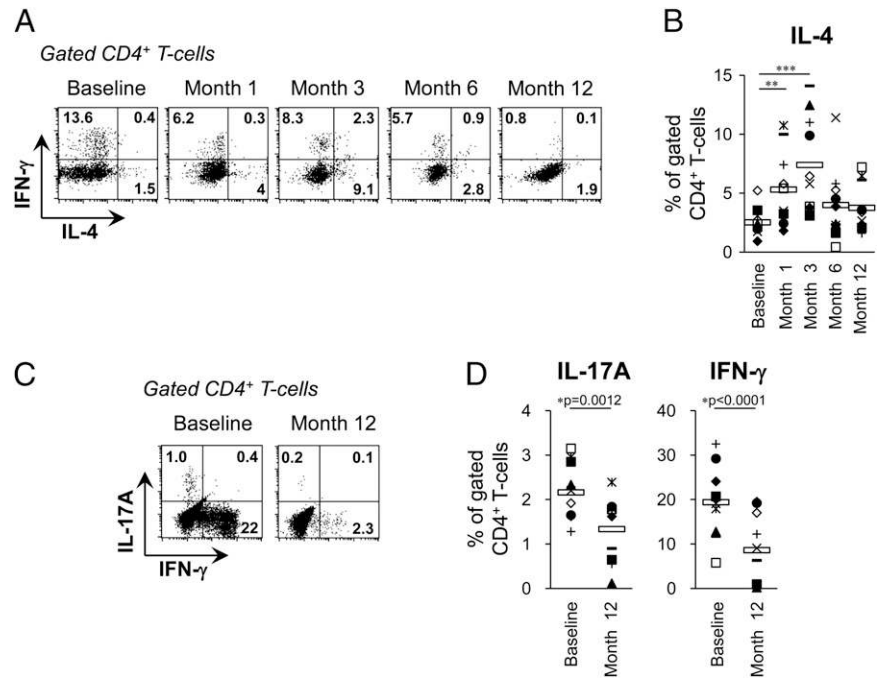 A
Gated CD4+ T-cells
Baseline Month 1 Month 3 Month 6 Month 12
13.6 0.4 6.2 0.3 8.3 2.3 5.7 0.9 0.8 0.1
1.5 4 9.1 2.8 1.9
IFN-γ
IL-4
B
IL-4
***
**
15
10
5
0
% of gated
CD4+ T-cells
Baseline
Month 1
Month 3
Month 6
Month 12
C
Gated CD4+ T-cells
Baseline Month 12
1.0 0.4 0.2 0.1
22 2.3
IL-17A
IFN-γ
D
IL-17A
*p=0.0012
4
3
2
1
0
% of gated
CD4+ T-cells
Baseline
Month 12
IFN-γ
*p<0.0001
40
30
20
10
0
Baseline
Month 12